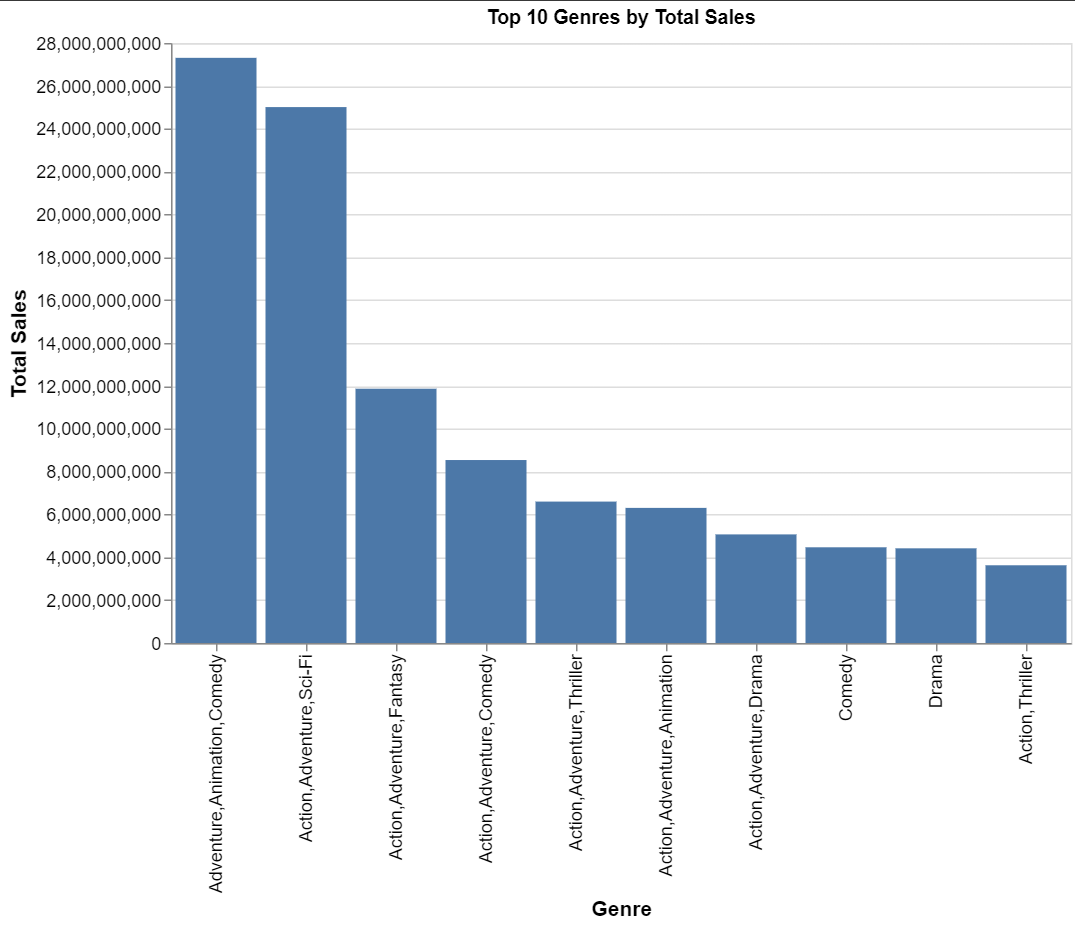 Top 10 Genres by Total Sales
28,000,000,000
26,000,000,000
24,000,000,000
22,000,000,000
20,000,000,000
18,000,000,000
16,000,000,000
14,000,000,000
12,000,000,000
10,000,000,000
8,000,000,000
6,000,000,000
4,000,000,000
2,000,000,000
0
Total Sales
Adventure,Animation,Comedy
Action,Adventure,Sci-Fi
Action,Adventure,Fantasy
Action,Adventure,Comedy
Action,Adventure,Thriller
Action,Adventure,Animation
Action,Adventure,Drama
Comedy
Drama
Action,Thriller
Genre